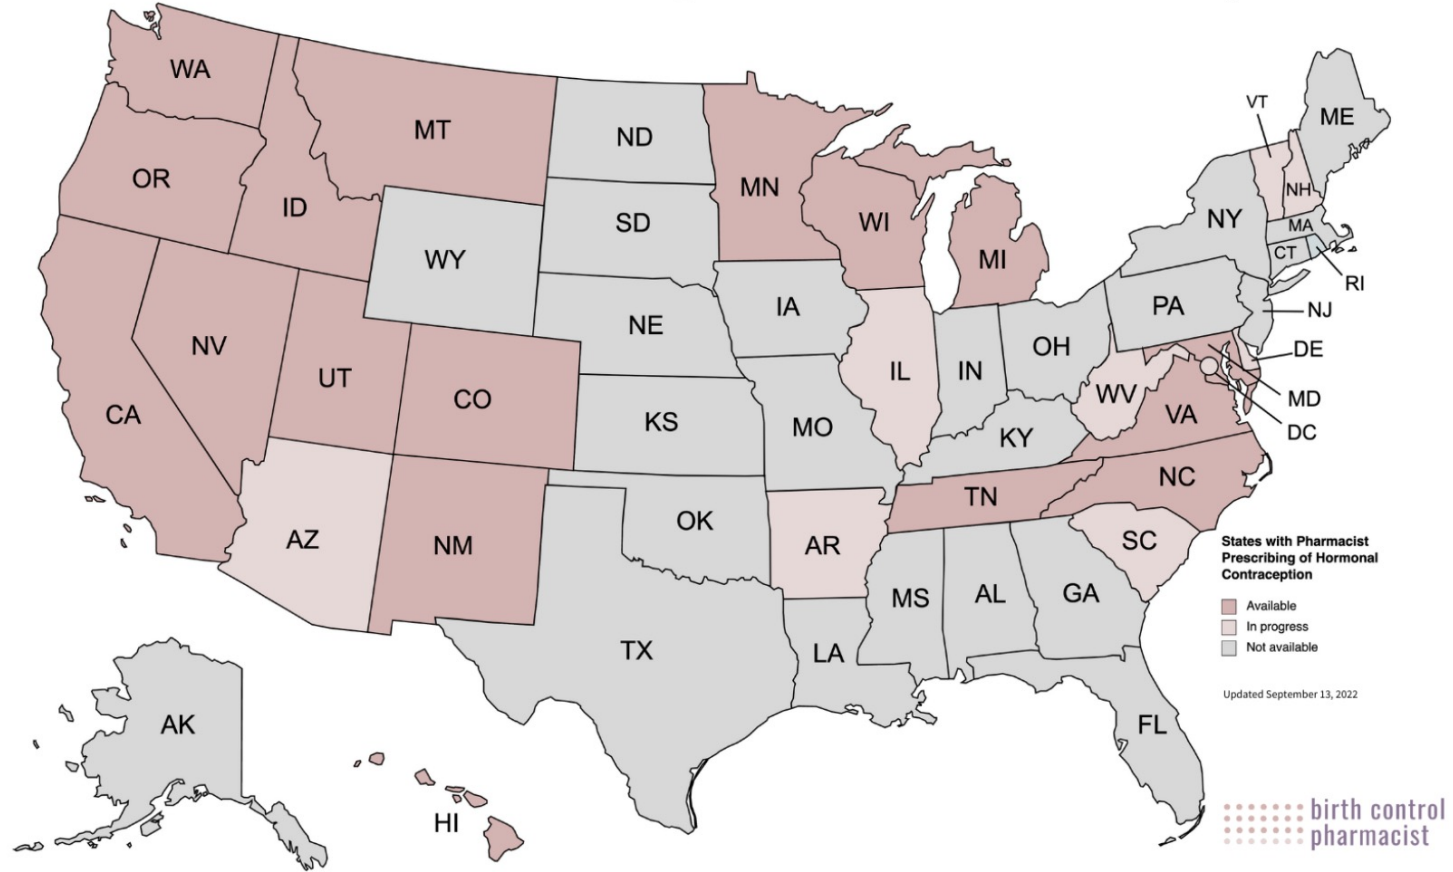 WA
MT
ND
VT
ME
OR
ID
MN
NH
WI
NY
SD
MA
WY
MI
CT
RI
IA
PA
NJ
NE
NV
OH
DE
UT
IL
IN
WV
MD
CO
CA
VA
KS
MO
DC
KY
NC
TN
OK
AZ
NM
AR
SC
States with Pharmacist
Prescribing of Hormonal
Contraception
MS
AL
GA
Available
In progress
Not available
TX
LA
Updated September 13, 2022
AK
FL
HI
birth control
pharmacist